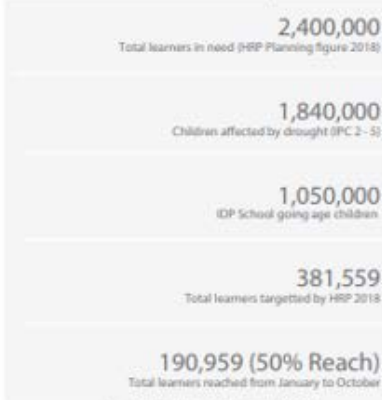 2,400,000
Total learners in need (HRP Planning figure 2018)
1,840,000
Children affected by drought (IPC 2 - 5)
1,050,000
IDP School going age children
381,559
Total learners targetted by HRP 2018
190,959 (50% Reach)
Total learners reached from January to October